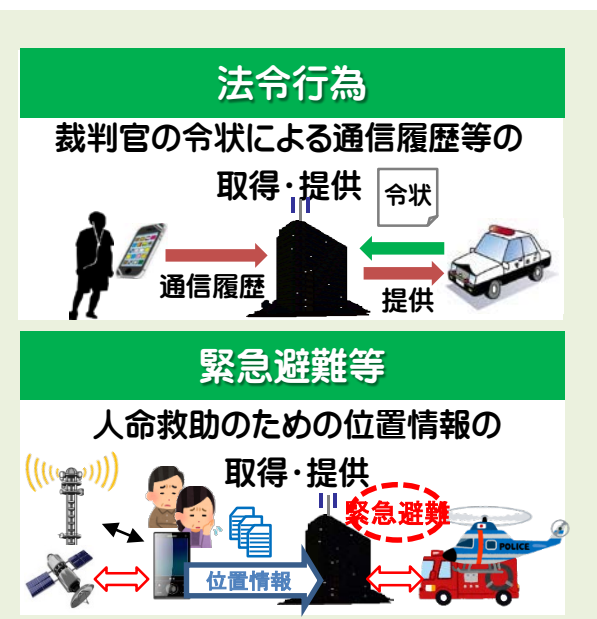 法令行為
裁判官の令状による通信履歴等の
取得・提供
令状
通信履歴
提供
緊急避難等
人命救助のための位置情報の
取得・提供
緊急避難
位置情報
POLICE